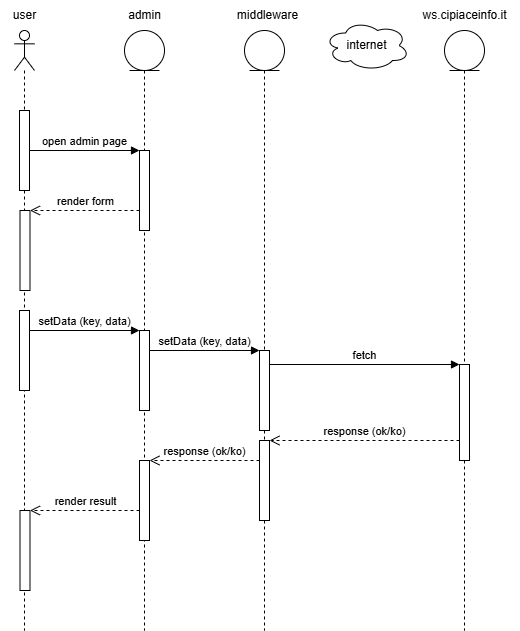 user
admin
middleware
internet
ws.cipiaceinfo.it
open admin page
render form
setData (key, data)
setData (key, data)
fetch
response (ok/ko)
response (ok/ko)
render result